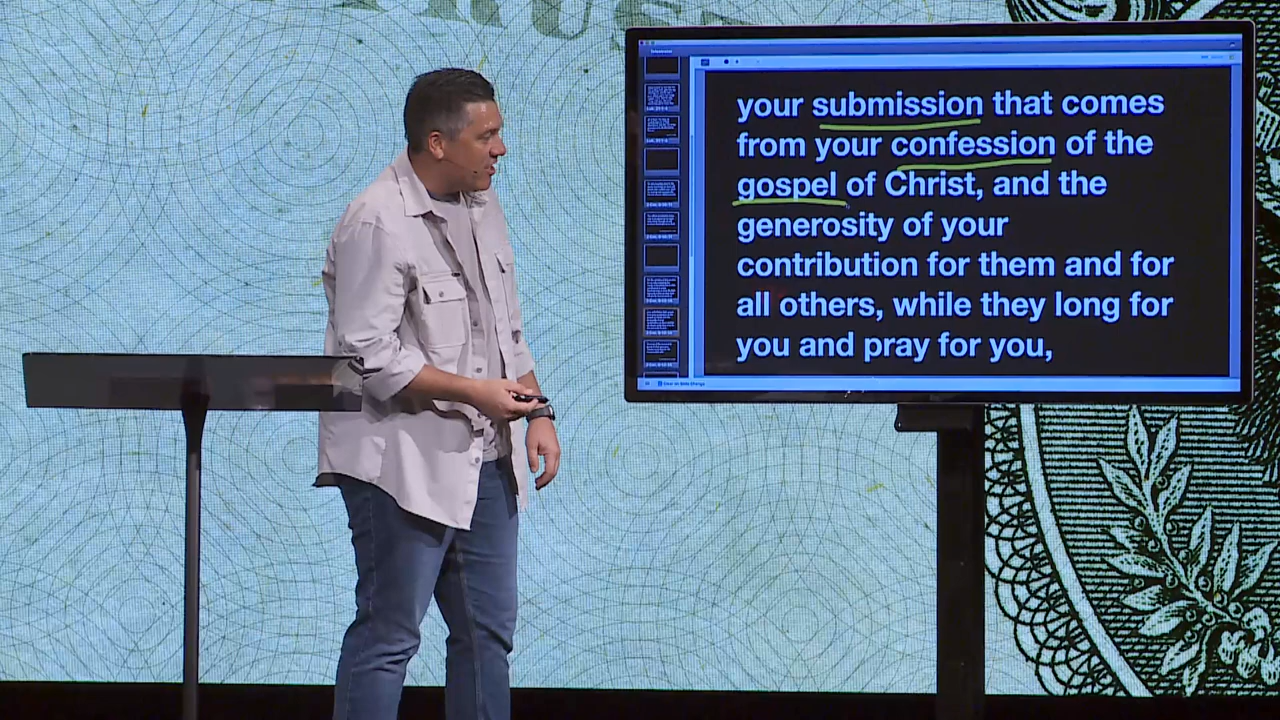 your submission that comes
from your confession of the
gospel of Christ, and the
generosity of your
contribution for them and for
all others, while they long for
you and pray for you,